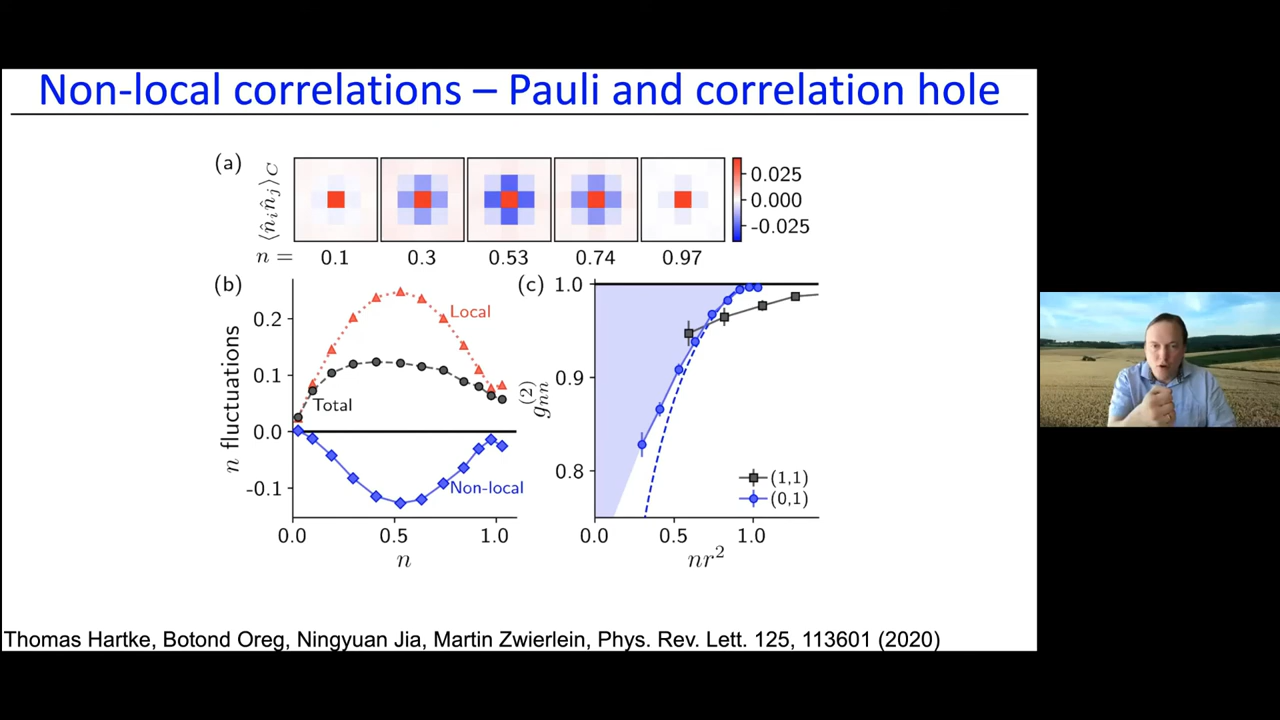 Non-local correlations – Pauli and correlation hole
(a)
⟨n̂ᵢn̂ⱼ⟩C
0.025
0.000
-0.025
n = 0.1 0.3 0.53 0.74 0.97
(b)
n fluctuations
0.2
0.1
0.0
-0.1
Local
Total
Non-local
0.0 0.5 1.0
n
(c)
g⁽²⁾nn
1.0
0.9
0.8
(1,1)
(0,1)
0.0 0.5 1.0
nr²
Thomas Hartke, Botond Oreg, Ningyuan Jia, Martin Zwierlein, Phys. Rev. Lett. 125, 113601 (2020)